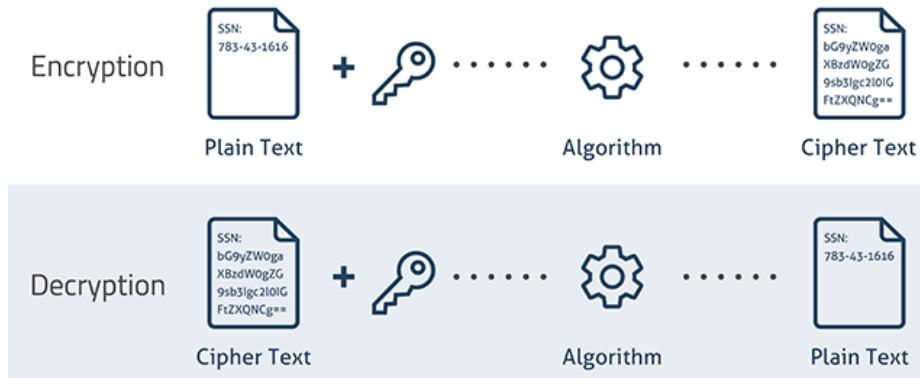 Encryption
SSN:
783-43-1616
+
SSN:
bG9yZW0ga
XBzdW0gZG
9sb3Igc2l0IG
FtZXQNCg==
Plain Text
Algorithm
Cipher Text
Decryption
SSN:
bG9yZW0ga
XBzdW0gZG
9sb3Igc2l0IG
FtZXQNCg==
+
SSN:
783-43-1616
Cipher Text
Algorithm
Plain Text